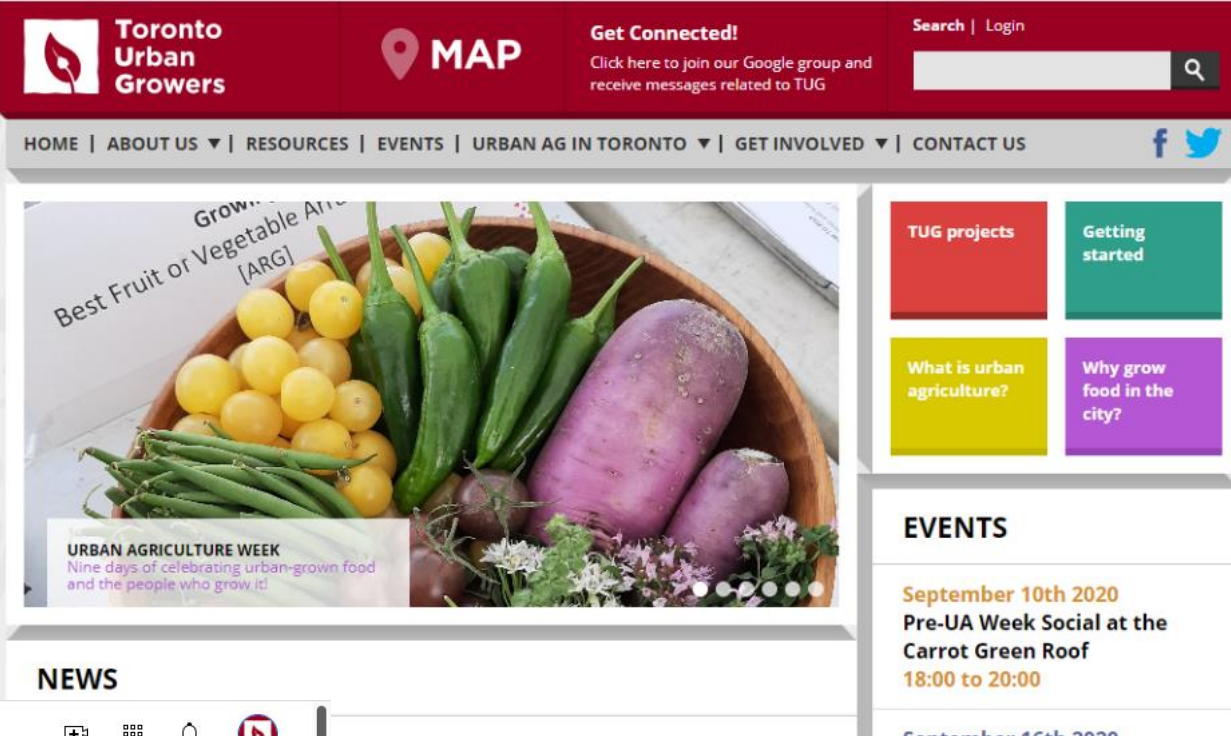 Toronto
Urban
Growers
MAP
Get Connected!
Click here to join our Google group and
receive messages related to TUG
Search | Login
HOME | ABOUT US ▼ | RESOURCES | EVENTS | URBAN AG IN TORONTO ▼ | GET INVOLVED ▼ | CONTACT US
Best Fruit or Vegetable
[ARG]
URBAN AGRICULTURE WEEK
Nine days of celebrating urban-grown food
and the people who grow it!
TUG projects
Getting
started
What is urban
agriculture?
Why grow
food in the
city?
EVENTS
September 10th 2020
Pre-UA Week Social at the
Carrot Green Roof
18:00 to 20:00
September 16th 2020
NEWS